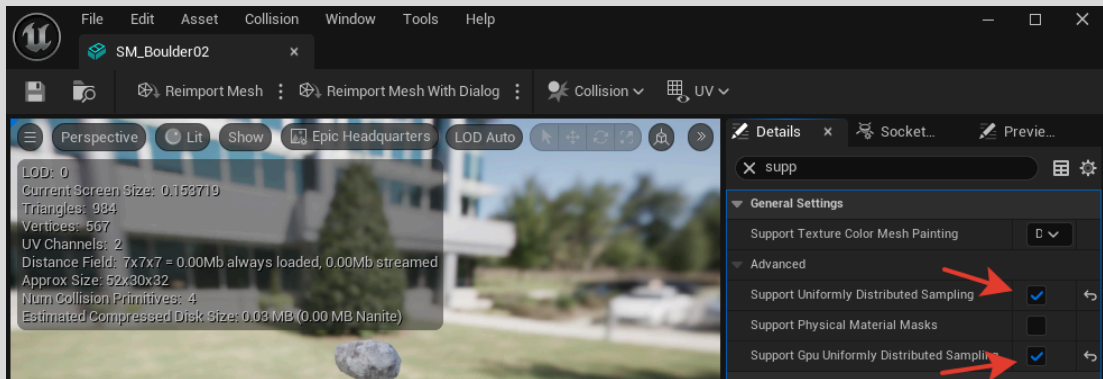 File Edit Asset Collision Window Tools Help
SM_Boulder02
Reimport Mesh Reimport Mesh With Dialog Collision UV
Perspective Lit Show Epic Headquarters LOD Auto
LOD: 0
Current Screen Size: 0.153719
Triangles: 984
Vertices: 567
UV Channels: 2
Distance Field: 7x7x7 = 0.00Mb always loaded, 0.00Mb streamed
Approx Size: 52x30x32
Num Collision Primitives: 4
Estimated Compressed Disk Size: 0.03 MB (0.00 MB Nanite)
Details Socket... Previe...
supp
General Settings
Support Texture Color Mesh Painting D
Advanced
Support Uniformly Distributed Sampling
Support Physical Material Masks
Support Gpu Uniformly Distributed Sampling